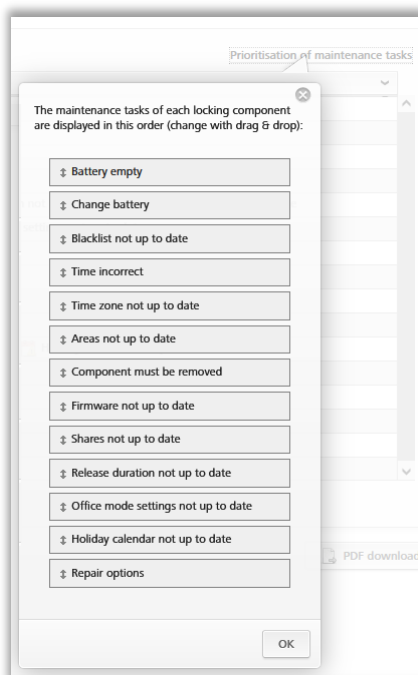 Prioritisation of maintenance tasks
The maintenance tasks of each locking component
are displayed in this order (change with drag & drop):
Battery empty
Change battery
Blacklist not up to date
Time incorrect
Time zone not up to date
Areas not up to date
Component must be removed
Firmware not up to date
Shares not up to date
Release duration not up to date
Office mode settings not up to date
Holiday calendar not up to date
PDF download
Repair options
OK